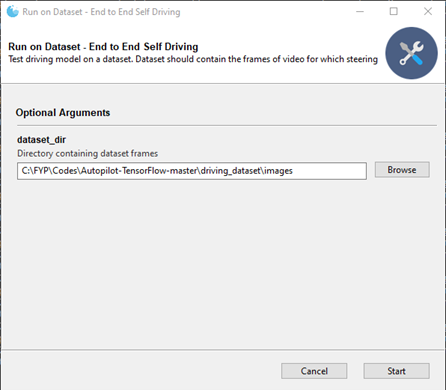 Run on Dataset - End to End Self Driving
Run on Dataset - End to End Self Driving
Test driving model on a dataset. Dataset should contain the frames of video for which steering
Optional Arguments
dataset_dir
Directory containing dataset frames
C:\FYP\Codes\Autopilot-TensorFlow-master\driving_dataset\images
Browse
Cancel
Start